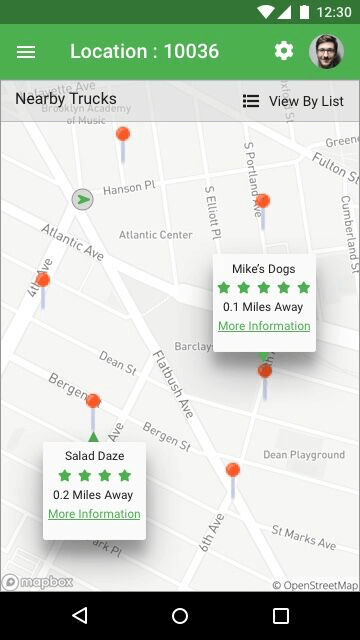 12:30
Location : 10036
Lafayette Ave
Nearby Trucks
View By List
Brooklyn Academy
of Music
Hanson Pl
S Portland Ave
Greene
Fulton St
S Elliott Pl
Cumberland St
Atlantic Ave
Atlantic Center
4th Ave
Mike's Dogs
0.1 Miles Away
More Information
Barclays
Dean St
Flatbush Ave
Bergen St
Bergen
Salad Daze
0.2 Miles Away
More Information
Dean Playground
6th Ave
St Marks Ave
Park Pl
mapbox
© OpenStreetMap